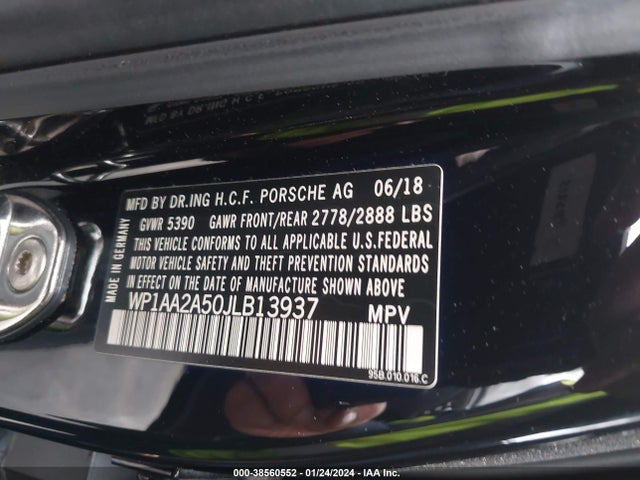 MFD BY DR.ING H.C.F. PORSCHE AG 06/18
GVWR 5390 GAWR FRONT/REAR 2778/2888 LBS
THIS VEHICLE CONFORMS TO ALL APPLICABLE U.S.FEDERAL
MOTOR VEHICLE SAFETY AND THEFT PREVENTION STANDARDS
IN EFFECT ON THE DATE OF MANUFACTURE SHOWN ABOVE.
WP1AA2A50JLB13937 MPV
MADE IN GERMANY
95B.010.016.C
000-38560552 - 01/24/2024 - IAA Inc.